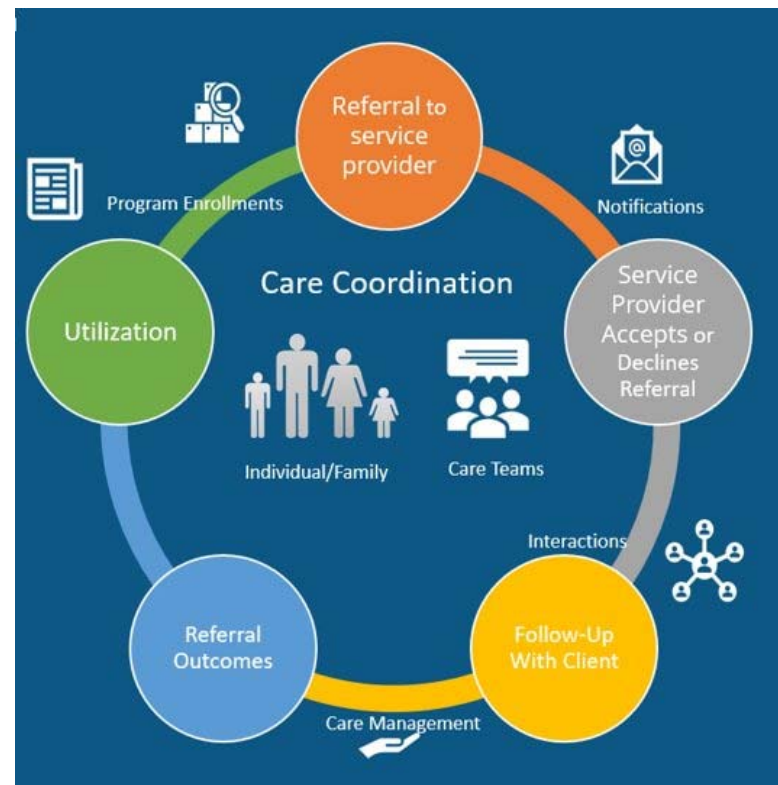 Referral to
service
provider
Program Enrollments
Notifications
Care Coordination
Service
Provider
Accepts or
Declines
Referral
Utilization
Individual/Family
Care Teams
Interactions
Referral
Outcomes
Follow-Up
With Client
Care Management